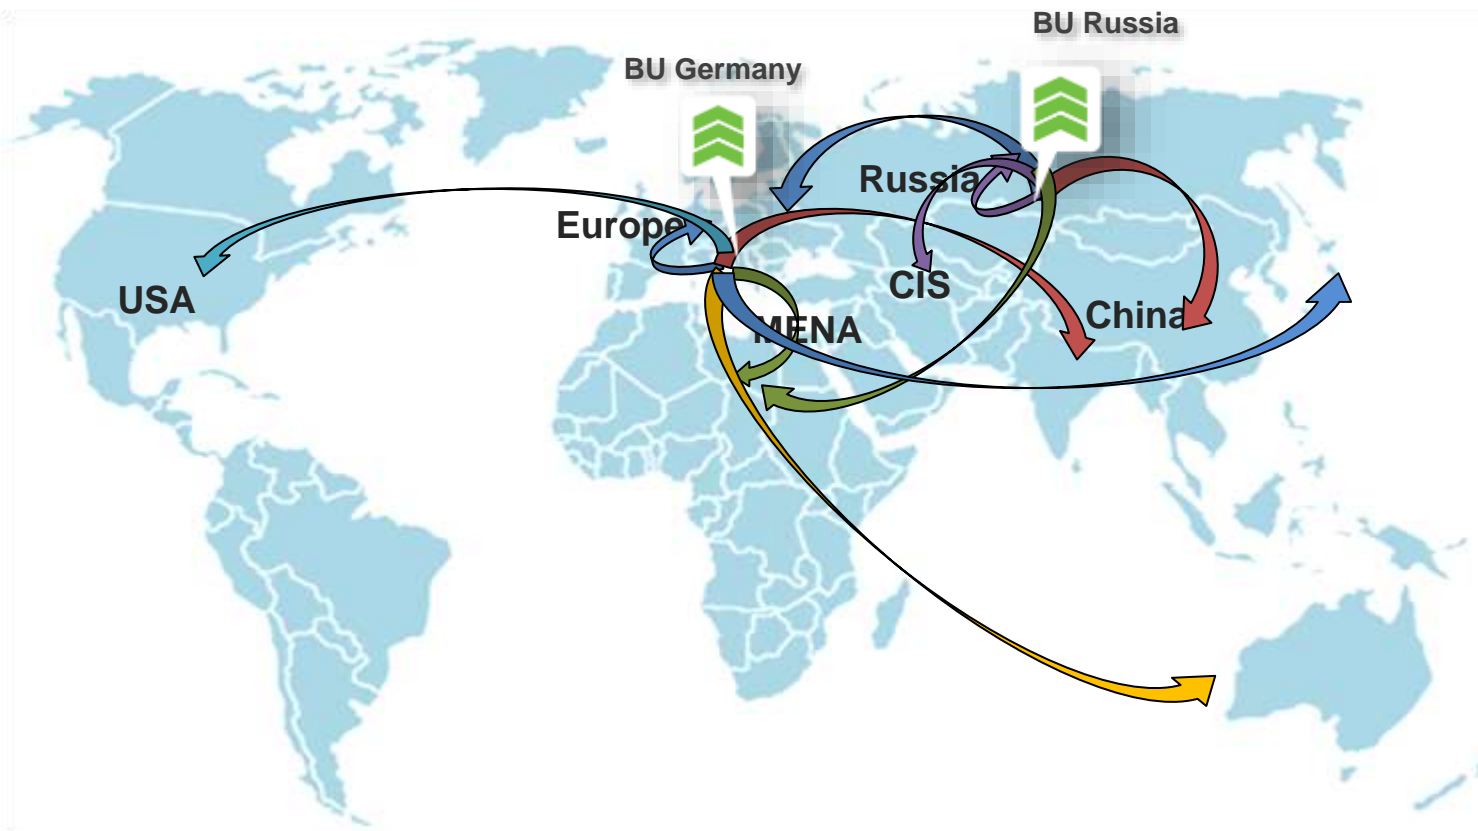 BU Russia
BU Germany
Russia
Europe
CIS
USA
China
MENA